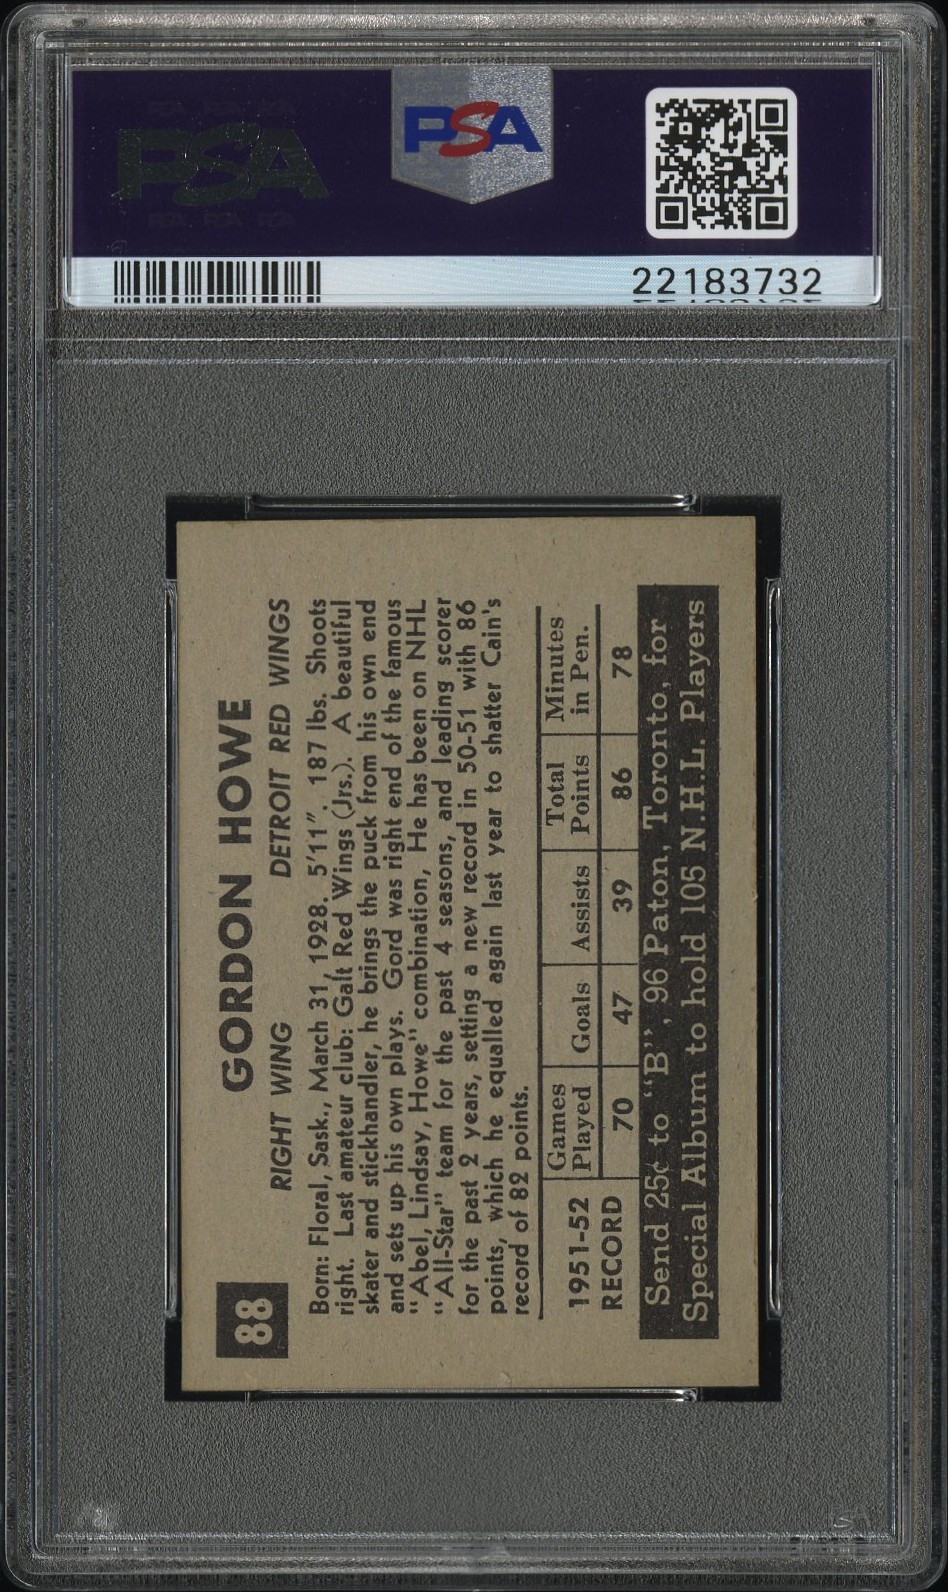 PSA
PSA
22183732
88
GORDON HOWE
RIGHT WING DETROIT RED WINGS
Born: Floral, Sask., March 31, 1928. 5'11". 187 lbs. Shoots
right. Last amateur club: Galt Red Wings (Jrs.). A beautiful
skater and stickhandler, he brings the puck from his own end
and sets up his own plays. Gord was right end of the famous
"Abel, Lindsay, Howe" combination, He has been on NHL
"All-Star" team for the past 4 seasons, and leading scorer
for the past 2 years, setting a new record in 50-51 with 86
points, which he equalled again last year to shatter Cain's
record of 82 points.
1951-52 RECORD
Games Played Goals Assists Total Points Minutes in Pen.
70 47 39 86 78
Send 25¢ to "B", 96 Paton, Toronto, for
Special Album to hold 105 N.H.L. Players